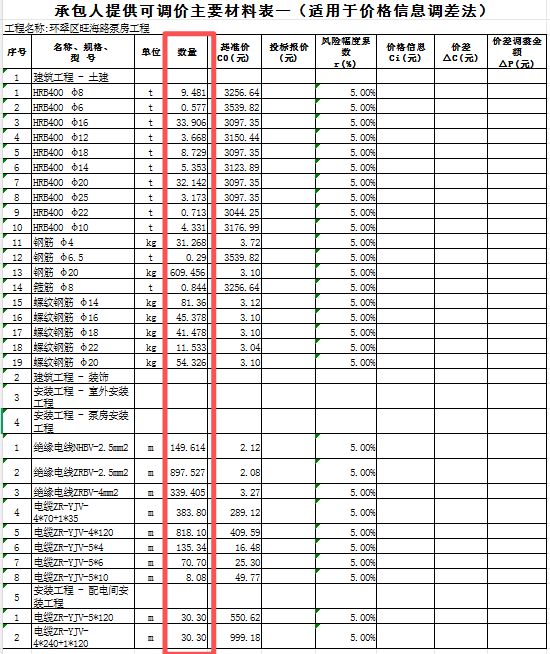 承包人提供可调价主要材料表一（适用于价格信息调差法）
工程名称:环翠区旺海路泵房工程
序号 名称、规格、型 号 单位 数量 基准价C0(元) 投标报价(元) 风险幅度系数r(%) 价格信息Ci(元) 价差△C(元) 价差调整金额△P(元)
1 建筑工程 - 土建
1 HRB400 ф8 t 9.481 3256.64 5.00%
2 HRB400 ф6 t 0.577 3539.82 5.00%
3 HRB400 ф16 t 33.906 3097.35 5.00%
4 HRB400 ф12 t 3.668 3150.44 5.00%
5 HRB400 ф18 t 8.729 3097.35 5.00%
6 HRB400 ф14 t 5.353 3123.89 5.00%
7 HRB400 ф20 t 32.142 3097.35 5.00%
8 HRB400 ф25 t 3.173 3097.35 5.00%
9 HRB400 ф22 t 0.713 3044.25 5.00%
10 HRB400 ф10 t 4.331 3176.99 5.00%
11 钢筋 ф4 kg 31.268 3.72 5.00%
12 钢筋 ф6.5 t 0.29 3539.82 5.00%
13 钢筋 ф20 kg 609.456 3.10 5.00%
14 箍筋 ф8 t 0.844 3256.64 5.00%
15 螺纹钢筋 ф14 kg 81.36 3.12 5.00%
16 螺纹钢筋 ф16 kg 45.378 3.10 5.00%
17 螺纹钢筋 ф18 kg 41.478 3.10 5.00%
18 螺纹钢筋 ф22 kg 11.533 3.04 5.00%
19 螺纹钢筋 ф20 kg 54.326 3.10 5.00%
2 建筑工程 - 装饰
3 安装工程 - 室外安装工程
4 安装工程 - 泵房安装工程
1 绝缘电线NHBV-2.5mm2 m 149.614 2.12 5.00%
2 绝缘电线ZRBV-2.5mm2 m 897.527 2.08 5.00%
3 绝缘电线ZRBV-4mm2 m 339.405 3.27 5.00%
4 电缆ZR-YJV-4*70+1*35 m 383.80 289.12 5.00%
5 电缆ZR-YJV-4*120 m 818.10 409.59 5.00%
6 电缆ZR-YJV-5*4 m 135.34 16.48 5.00%
7 电缆ZR-YJV-5*6 m 70.70 25.30 5.00%
8 电缆ZR-YJV-5*10 m 8.08 49.77 5.00%
5 安装工程 - 配电间安装工程
1 电缆ZR-YJV-5*120 m 30.30 550.62 5.00%
2 电缆ZR-YJV-4*240+1*120 m 30.30 999.18 5.00%